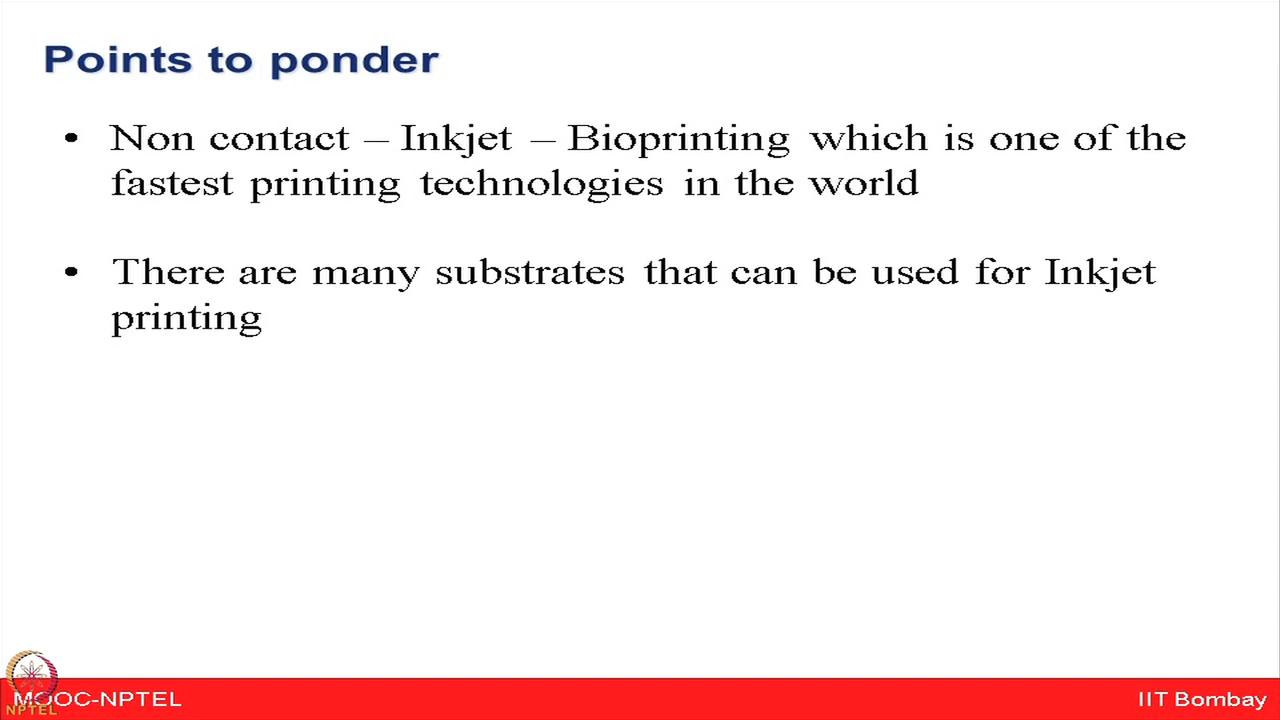 Points to ponder
• Non contact – Inkjet – Bioprinting which is one of the
fastest printing technologies in the world
• There are many substrates that can be used for Inkjet
printing
MOOC-NPTEL
NPTEL
IIT Bombay